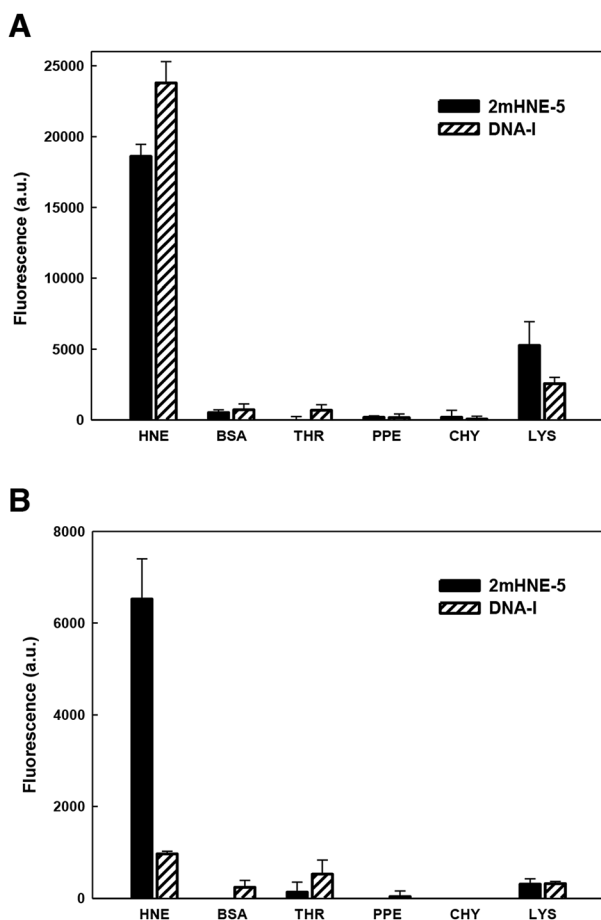 A
Fluorescence (a.u.)
25000
20000
15000
10000
5000
0
2mHNE-5
DNA-I
HNE BSA THR PPE CHY LYS
B
Fluorescence (a.u.)
8000
6000
4000
2000
0
2mHNE-5
DNA-I
HNE BSA THR PPE CHY LYS